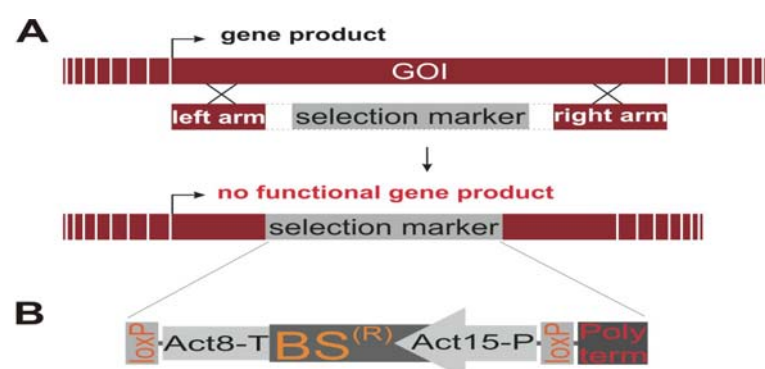 A
gene product
GOI
left arm selection marker right arm
no functional gene product
selection marker
B
loxP Act8-T BS(R) Act15-P loxP Poly
term